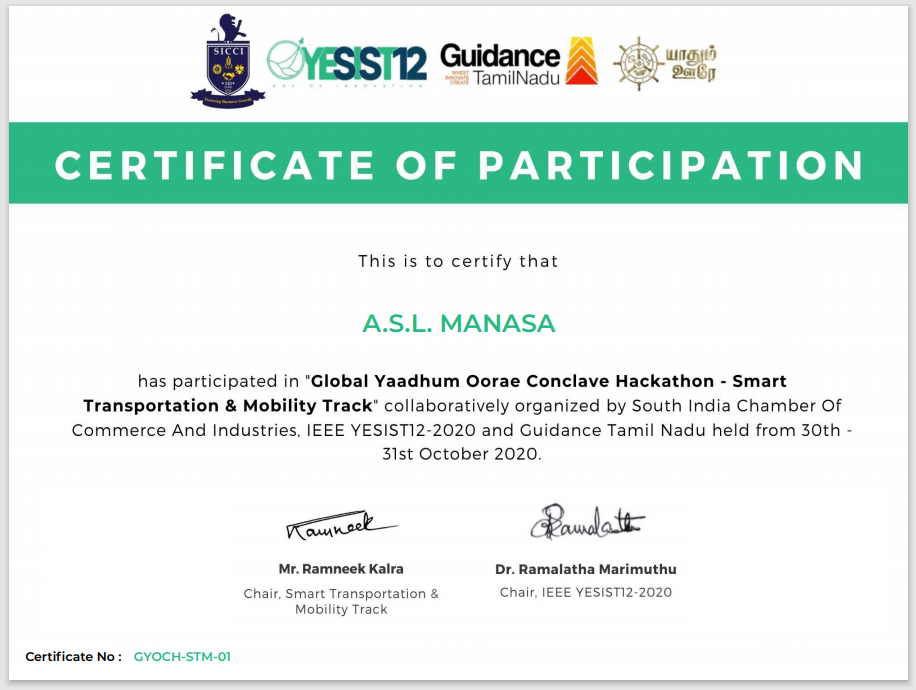 SICCI
Fostering Business Growth
YESIST12
Guidance
INVEST
INNOVATE
CREATE
TamilNadu
யாதும்
ஊரே
CERTIFICATE OF PARTICIPATION
This is to certify that
A.S.L. MANASA
has participated in "Global Yaadhum Oorae Conclave Hackathon - Smart
Transportation & Mobility Track" collaboratively organized by South India Chamber Of
Commerce And Industries, IEEE YESIST12-2020 and Guidance Tamil Nadu held from 30th -
31st October 2020.
Ramneek
Ramalatha
Mr. Ramneek Kalra
Chair, Smart Transportation &
Mobility Track
Dr. Ramalatha Marimuthu
Chair, IEEE YESIST12-2020
Certificate No : GYOCH-STM-01